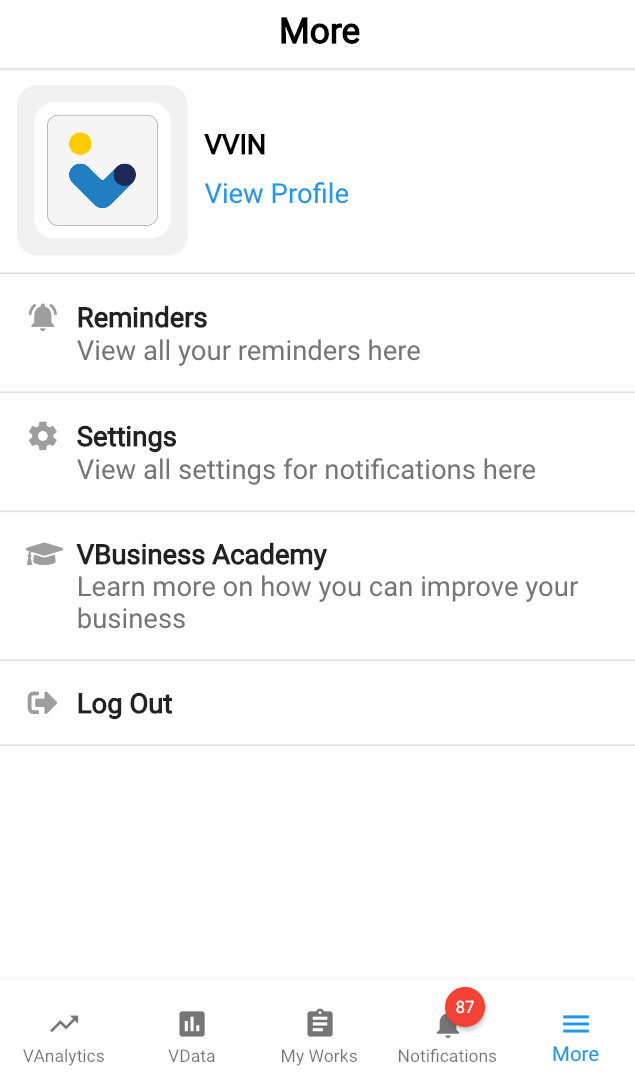 More
VVIN
View Profile
Reminders
View all your reminders here
Settings
View all settings for notifications here
VBusiness Academy
Learn more on how you can improve your
business
Log Out
87
VAnalytics
VData
My Works
Notifications
More